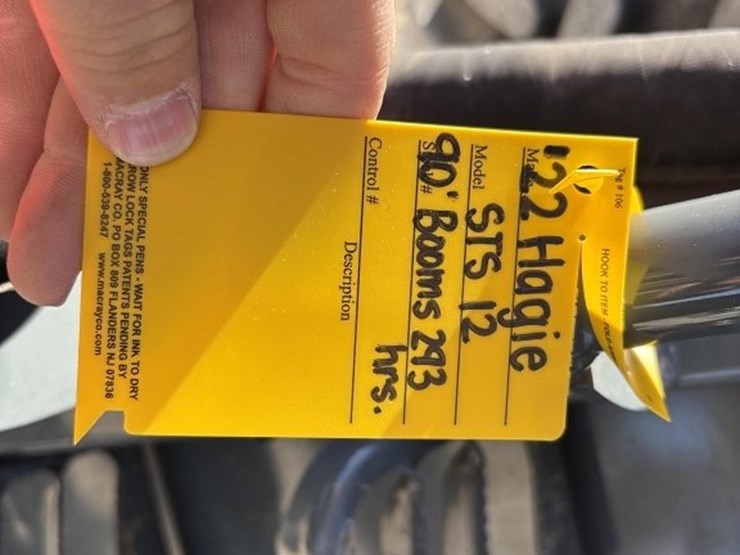 Tag # 106
HOOK TO ITEM
'22 Hagie
Model STS 12
90' Booms 293
hrs.
Control #
Description
ONLY SPECIAL PENS - WAIT FOR INK TO DRY
ROW LOCK TAGS PATENTS PENDING BY
MACRAY CO. PO BOX 809 FLANDERS NJ 07836
1-800-539-8247 www.macrayco.com